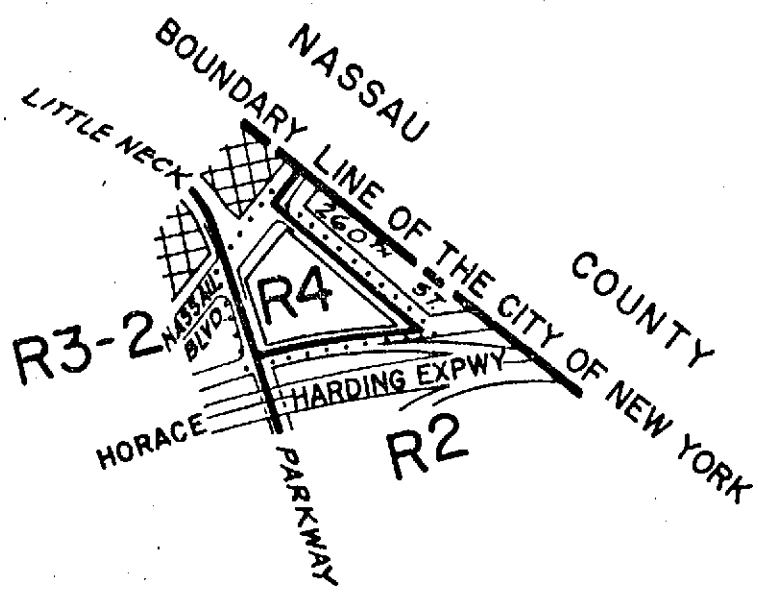 NASSAU
COUNTY
BOUNDARY LINE OF THE CITY OF NEW YORK
LITTLE NECK
PARKWAY
260TH
ST.
R4
R3-2
NASSAU
BLVD.
HORACE HARDING EXPWY
R2